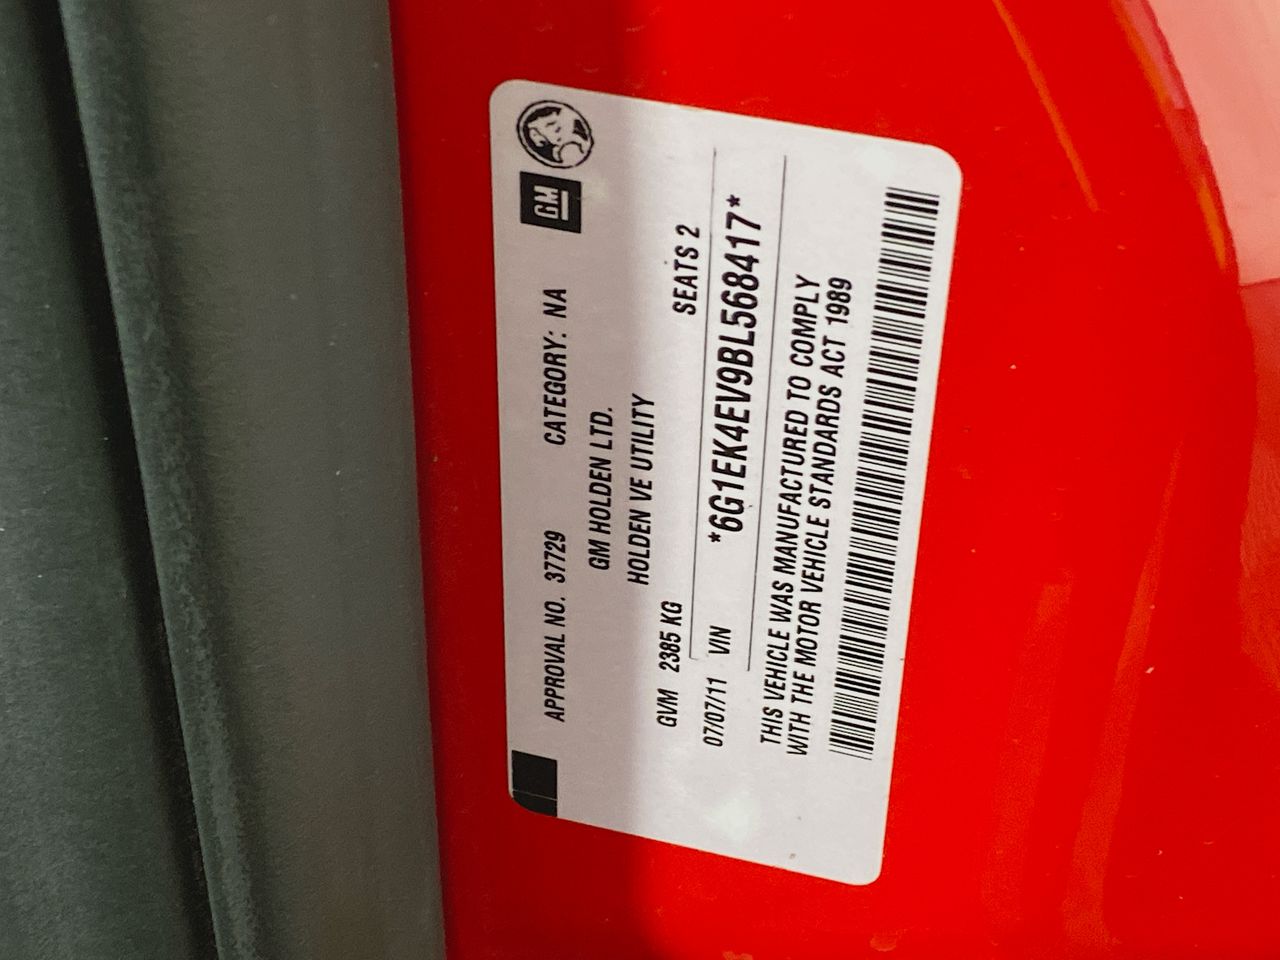 GM
APPROVAL NO. 37729 CATEGORY: NA
GM HOLDEN LTD.
HOLDEN VE UTILITY
GVM 2385 KG SEATS 2
07/07/11 VIN *6G1EK4EV9BL568417*
THIS VEHICLE WAS MANUFACTURED TO COMPLY
WITH THE MOTOR VEHICLE STANDARDS ACT 1989